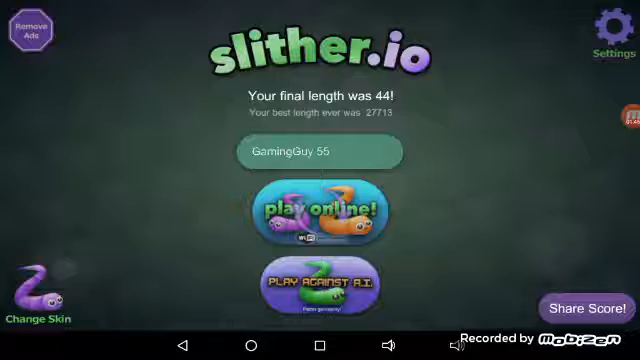 Remove
Ads
slither.io
Settings
Your final length was 44!
Your best length ever was 27713
GamingGuy 55
play online!
PLAY AGAINST A.I.
Change Skin
Share Score!
Recorded by Mobizen